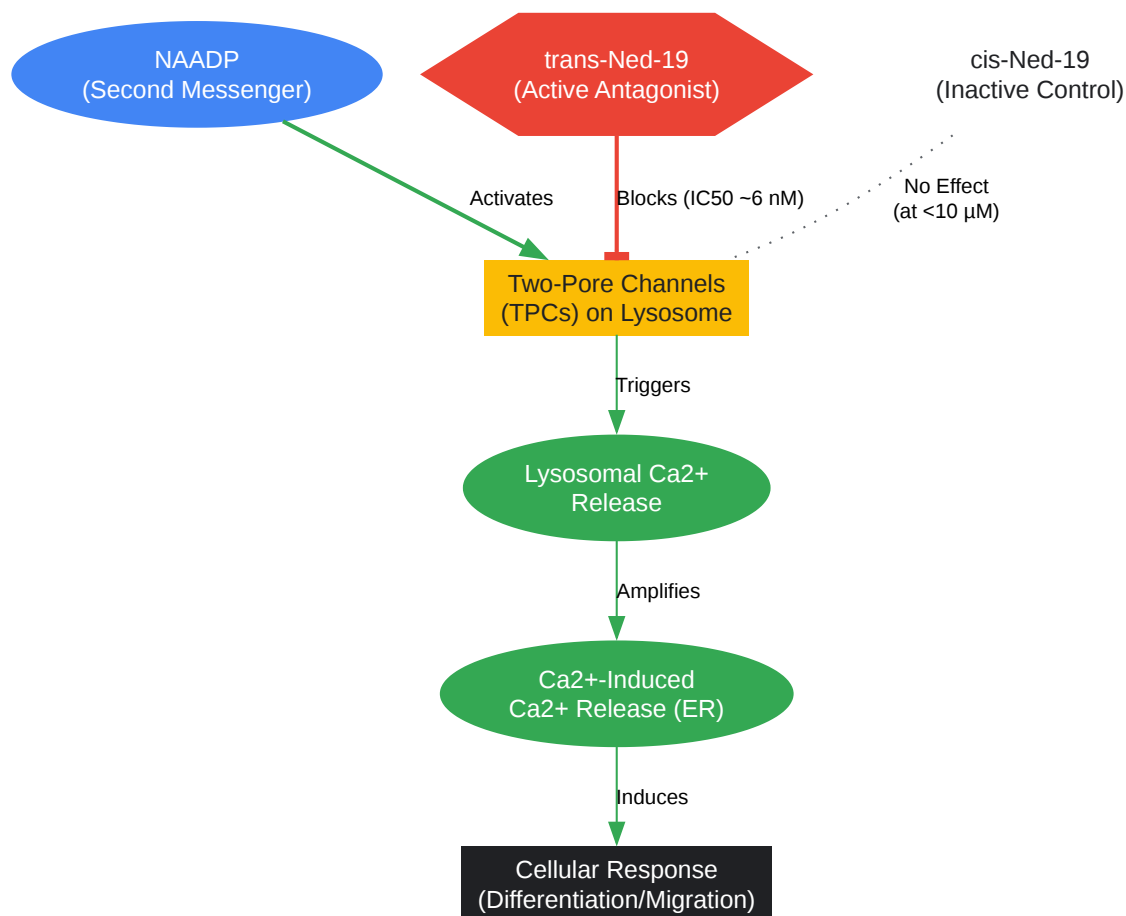 NAADP
(Second Messenger)
trans-Ned-19
(Active Antagonist)
cis-Ned-19
(Inactive Control)
Activates
Blocks (IC50 ~6 nM)
No Effect
(at <10 µM)
Two-Pore Channels
(TPCs) on Lysosome
Triggers
Lysosomal Ca2+
Release
Amplifies
Ca2+-Induced
Ca2+ Release (ER)
Induces
Cellular Response
(Differentiation/Migration)